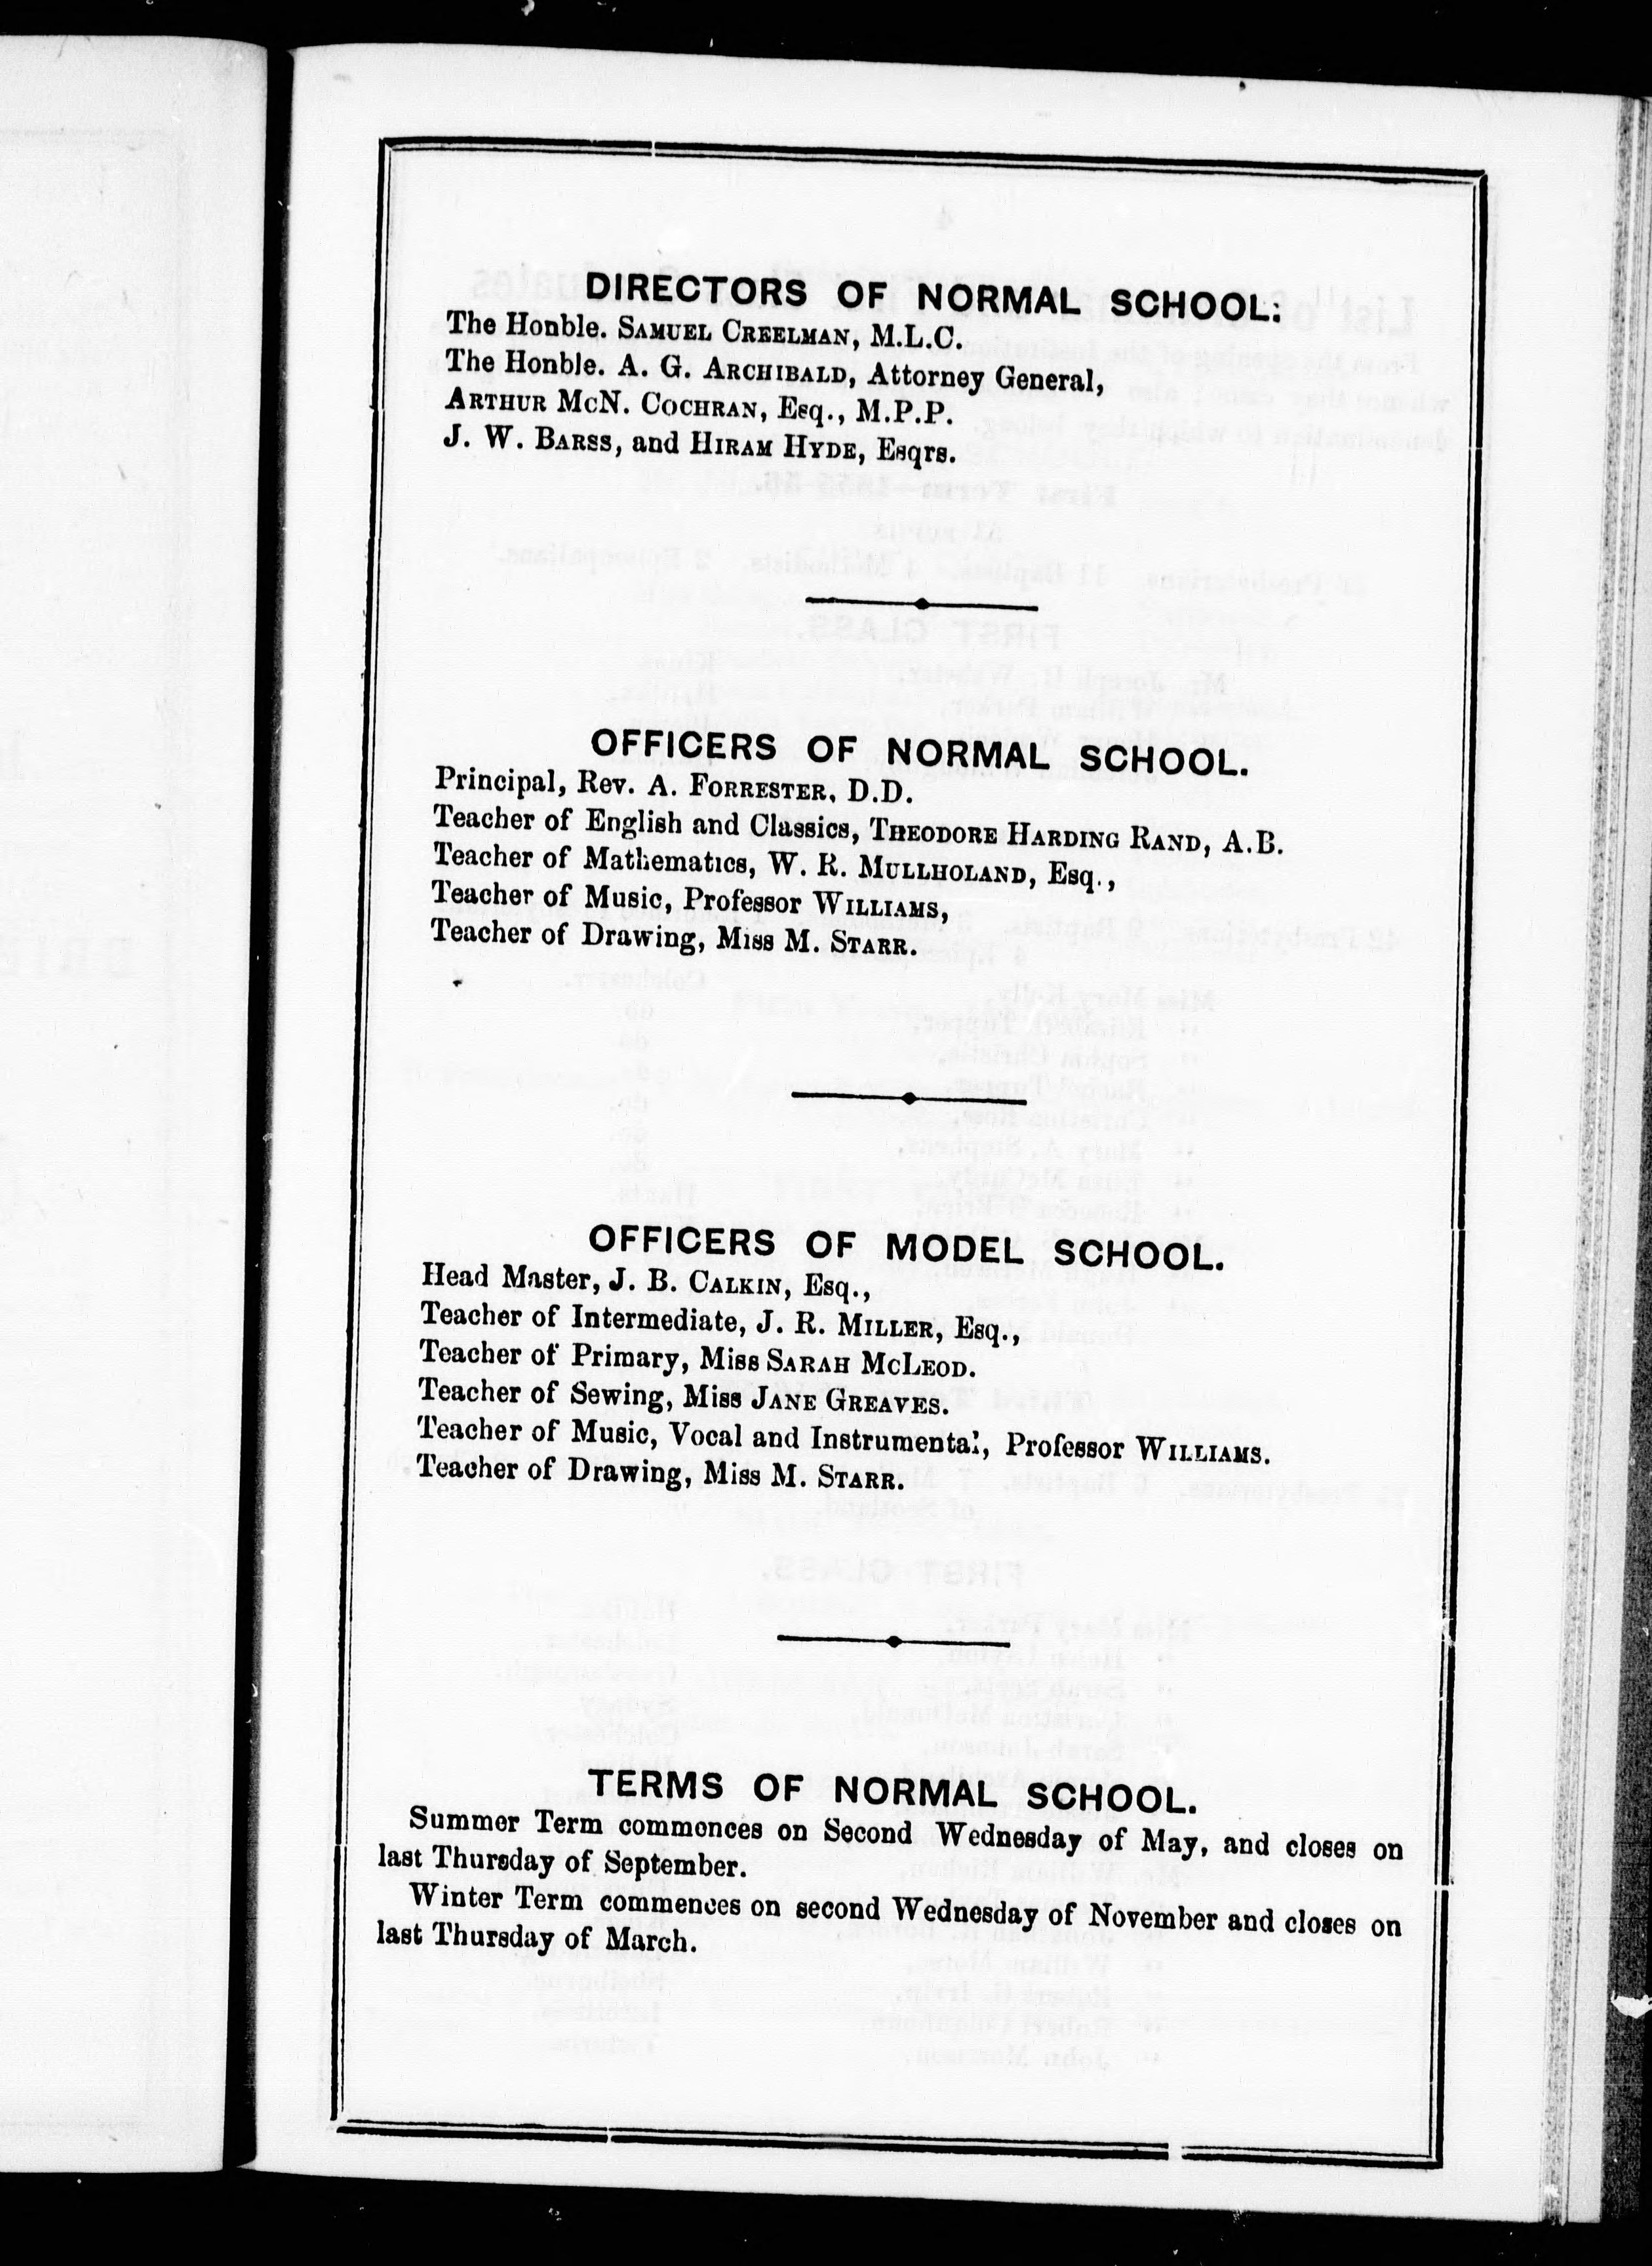 DIRECTORS OF NORMAL SCHOOL:
The Honble. SAMUEL CREELMAN, M.L.C.
The Honble. A. G. ARCHIBALD, Attorney General,
ARTHUR MCN. COCHRAN, Esq., M.P.P.
J. W. BARSS, and HIRAM HYDE, Esqrs.
OFFICERS OF NORMAL SCHOOL.
Principal, Rev. A. FORRESTER, D.D.
Teacher of English and Classics, THEODORE HARDING RAND, A.B.
Teacher of Mathematics, W. R. MULLHOLAND, Esq.,
Teacher of Music, Professor WILLIAMS,
Teacher of Drawing, Miss M. STARR.
OFFICERS OF MODEL SCHOOL.
Head Master, J. B. CALKIN, Esq.,
Teacher of Intermediate, J. R. MILLER, Esq.,
Teacher of Primary, Miss SARAH MCLEOD.
Teacher of Sewing, Miss JANE GREAVES.
Teacher of Music, Vocal and Instrumental, Professor WILLIAMS.
Teacher of Drawing, Miss M. STARR.
TERMS OF NORMAL SCHOOL.
Summer Term commences on Second Wednesday of May, and closes on
last Thursday of September.
Winter Term commences on second Wednesday of November and closes on
last Thursday of March.